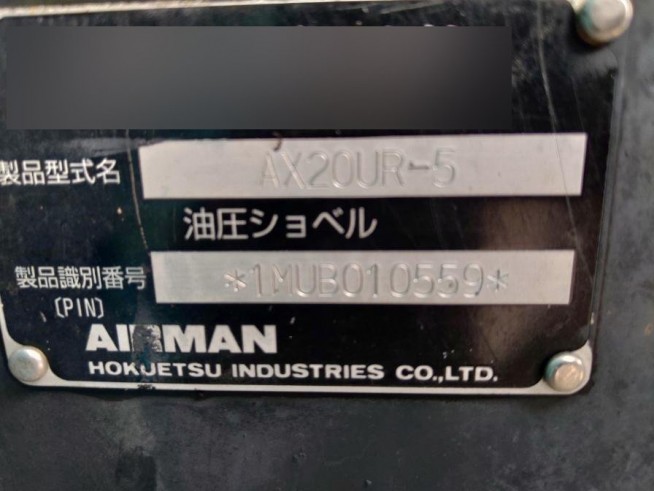 製品型式名 AX20UR-5
油圧ショベル
製品識別番号 *1MUB010559*
(PIN)
AIRMAN
HOKUETSU INDUSTRIES CO.,LTD.